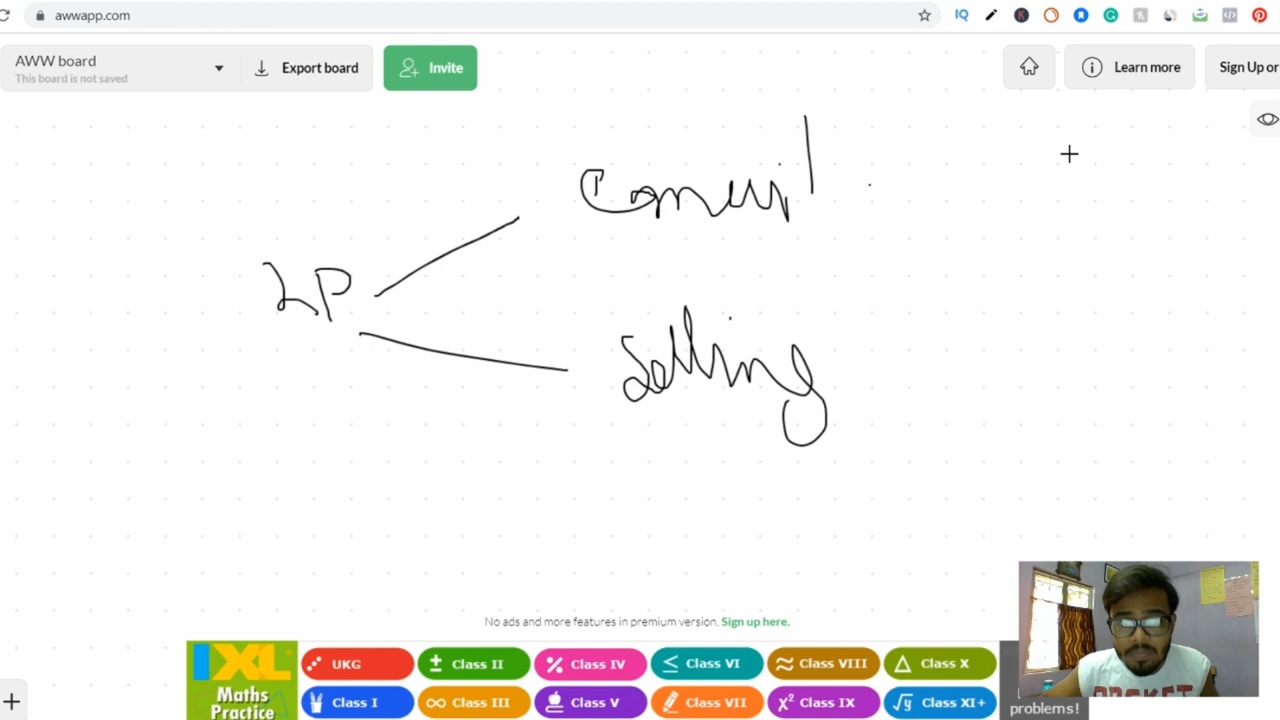 awwapp.com
IQ
AWW board
This board is not saved
Export board
Invite
Learn more
Sign Up or
LP
Selling
No ads and more features in premium version. Sign up here.
IXL
Maths
Practice
UKG
Class II
Class IV
Class VI
Class VIII
Class X
Class I
Class III
Class V
Class VII
Class IX
Class XI+
problems!